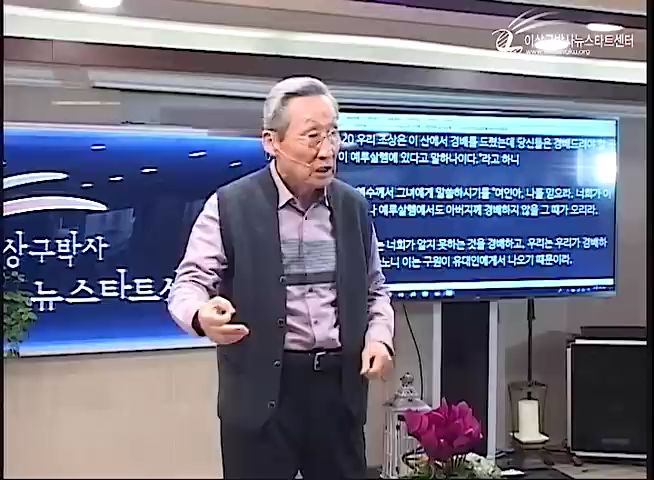 이상구박사뉴스타트센터
20 우리 조상은 이 산에서 경배를 드렸는데 당신들은 경배드려야
이 예루살렘에 있다고 말하나이다."라고 하니
예수께서 그녀에게 말씀하시기를 "여인아, 나를 믿으라. 너희가 이
나 예루살렘에서도 아버지께 경배하지 않을 그 때가 오리라.
는 너희가 알지 못하는 것을 경배하고, 우리는 우리가 경배하
노니 이는 구원이 유대인에게서 나오기 때문이라.
상구박사
뉴스타트센